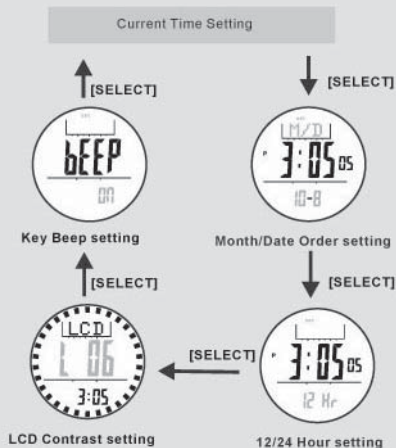 Current Time Setting
[SELECT]
[SELECT]
bEEP
ON
M/D
P 3:05 05
10-8
Key Beep setting
Month/Date Order setting
[SELECT]
[SELECT]
LCD
L 06
3:05
[SELECT]
P 3:05 05
12 Hr
LCD Contrast setting
12/24 Hour setting